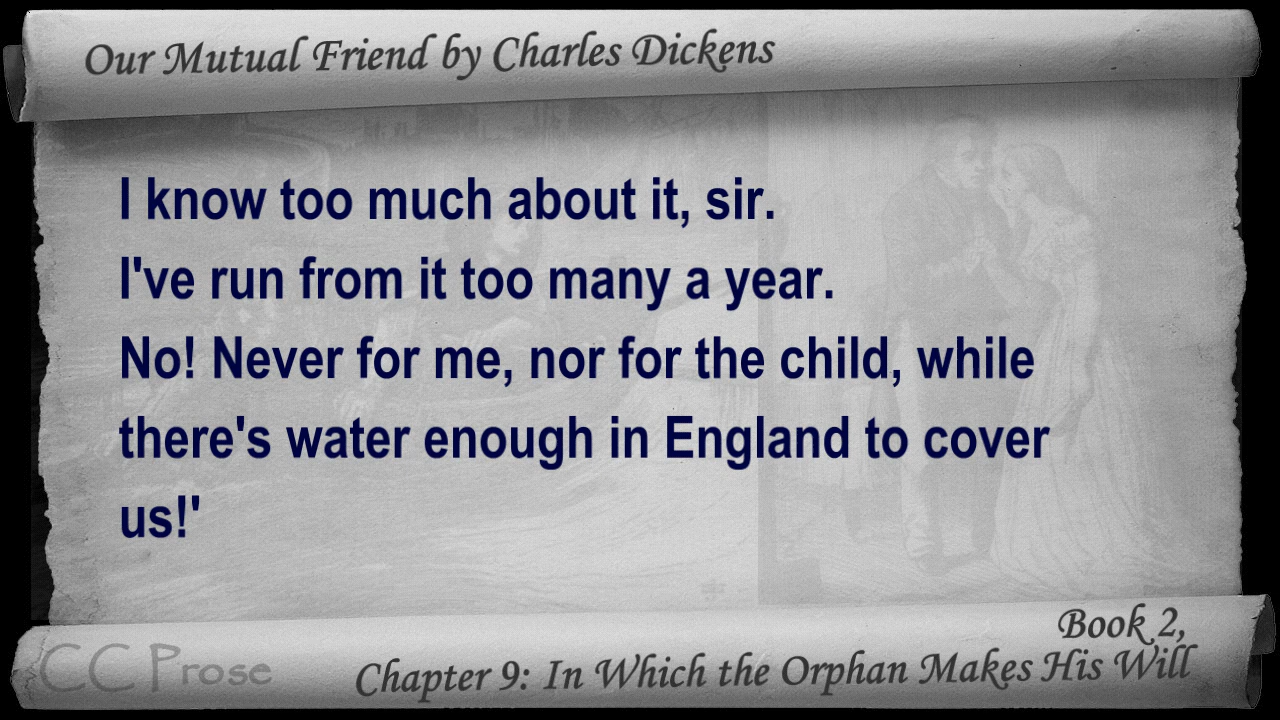 Our Mutual Friend by Charles Dickens
I know too much about it, sir.
I've run from it too many a year.
No! Never for me, nor for the child, while
there's water enough in England to cover
us!'
Book 2,
Chapter 9: In Which the Orphan Makes His Will
CC Prose